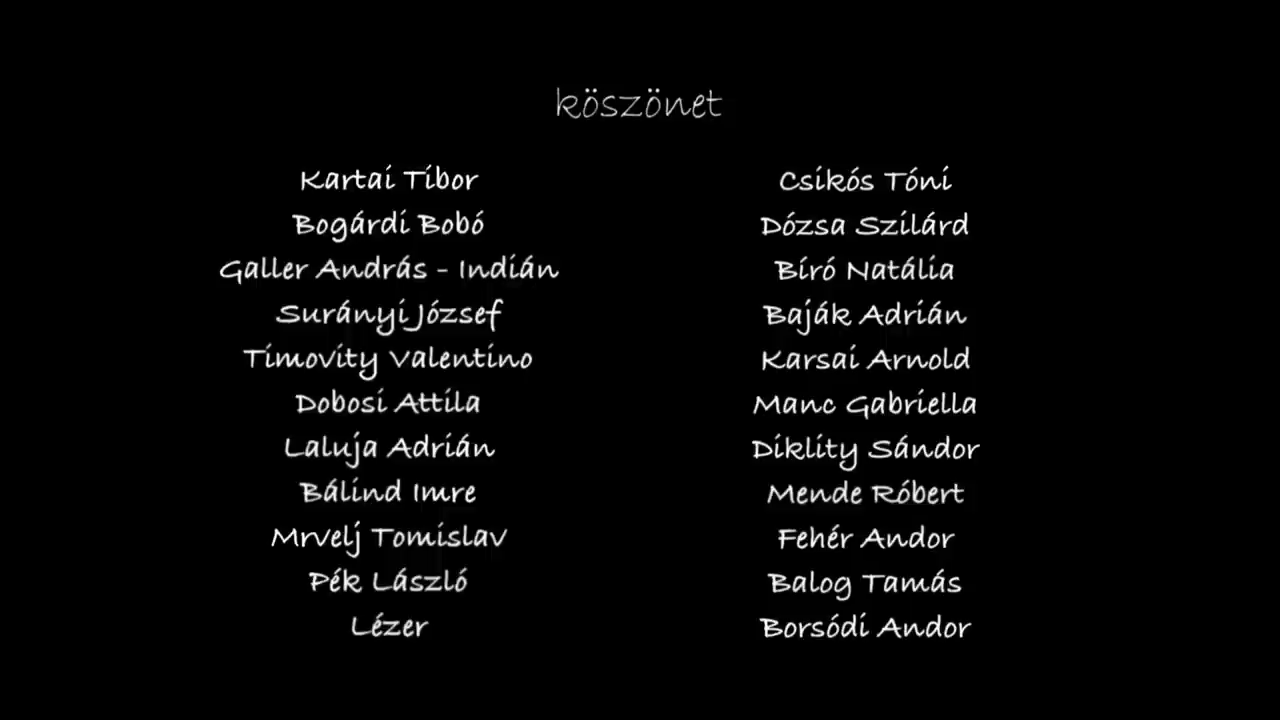 köszönet
Kartai Tibor
Bogárdi Bobó
Galler András - Indián
Surányi József
Timovity Valentino
Dobosi Attila
Laluja Adrián
Bálind Imre
Mrvelj Tomislav
Pék László
Lézer
Csikós Tóni
Dózsa Szilárd
Bíró Natália
Baják Adrián
Karsai Arnold
Manc Gabriella
Diklity Sándor
Mende Róbert
Fehér Andor
Balog Tamás
Borsódi Andor